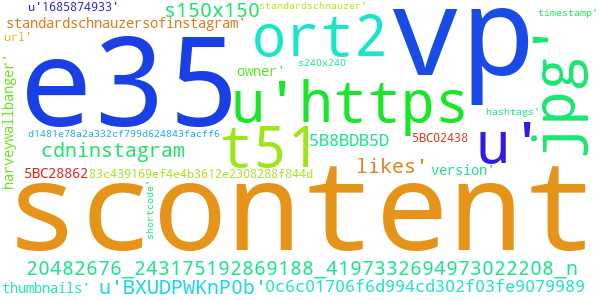 u'1685874933'
s150x150
standardschnauzer'
standardschnauzersofinstagram'
timestamp'
url'
e35
ort2
vp
jpg'
owner'
s240x240
harveywallbanger'
u'https
hashtags'
d1481e78a2a332cf799d624843facff6
t51
5B8BDB5D
5BC02438
u'
cdninstagram
likes'
version'
5BC28862
83c439169ef4e4b3612e2308288f844d
shortcode'
scontent
20482676_243175192869188_4197332694973022208_n
thumbnails'
u'BXUDPWKnP0b'
0c6c01706f6d994cd302f03fe9079989